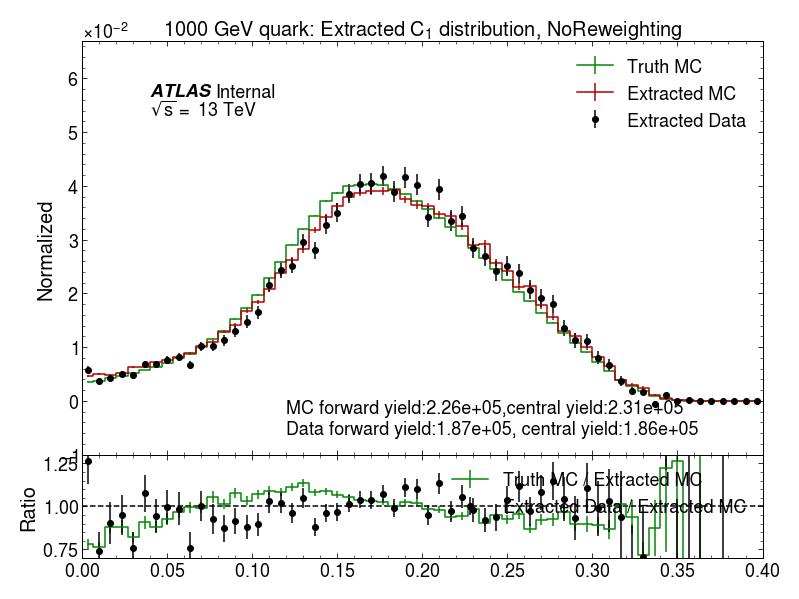 ×10⁻² 1000 GeV quark: Extracted C₁ distribution, NoReweighting
Truth MC
Extracted MC
Extracted Data
ATLAS Internal
√s = 13 TeV
Normalized
6
5
4
3
2
1
0
MC forward yield:2.26e+05,central yield:2.31e+05
Data forward yield:1.87e+05, central yield:1.86e+05
Ratio
1.25
1.00
0.75
Truth MC / Extracted MC
Extracted Data / Extracted MC
0.00 0.05 0.10 0.15 0.20 0.25 0.30 0.35 0.40